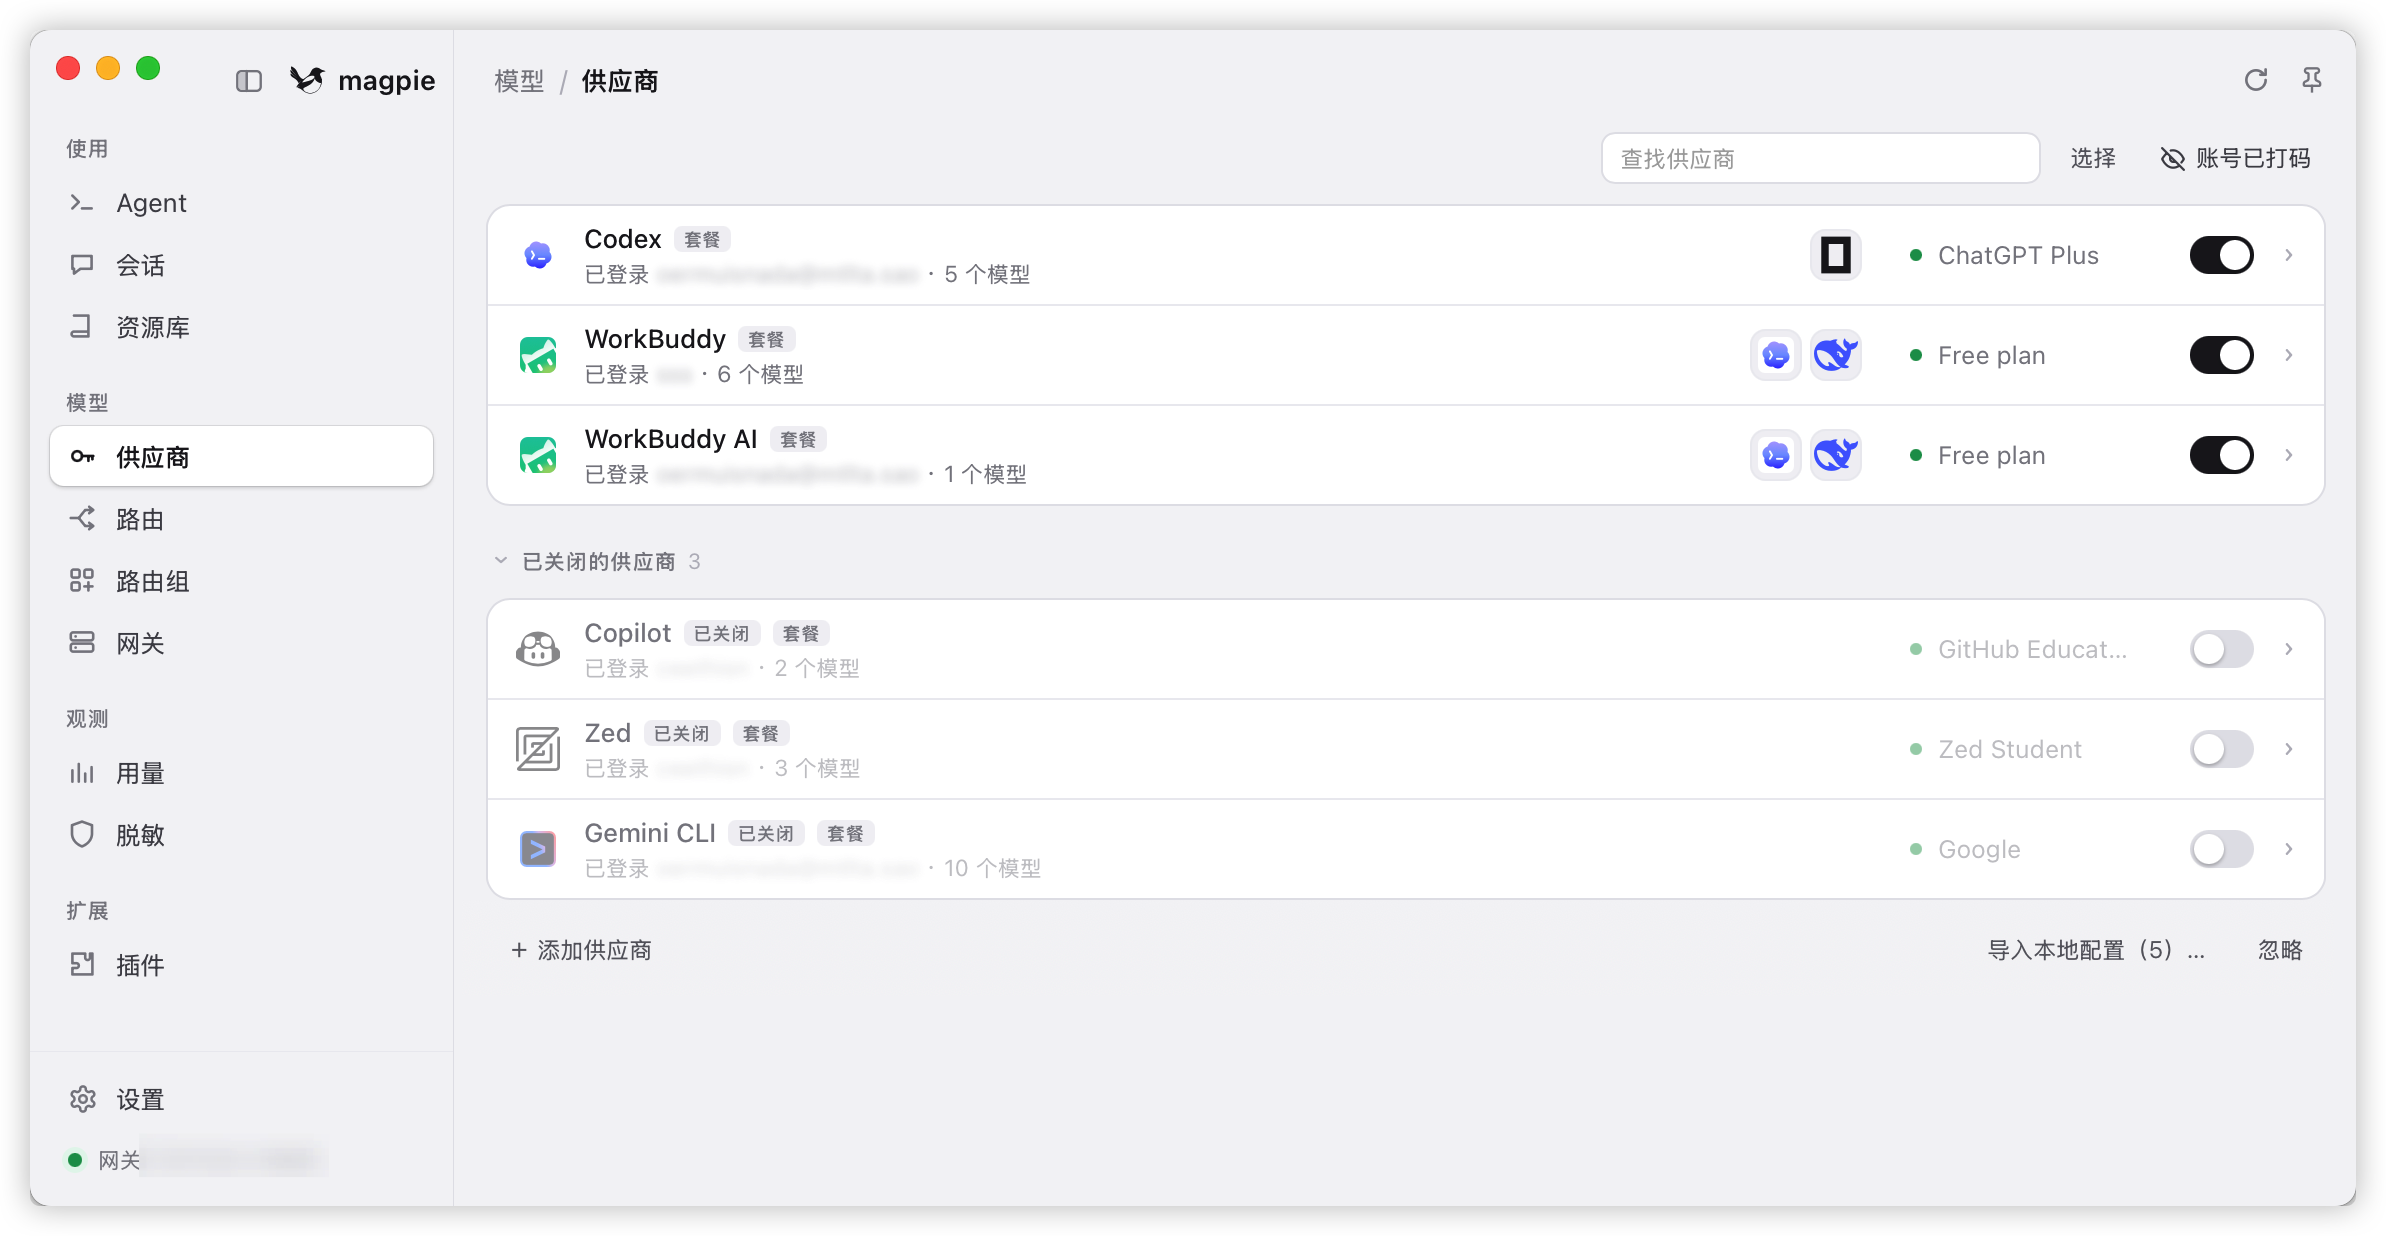 magpie
使用
Agent
会话
资源库
模型
供应商
路由
路由组
网关
观测
用量
脱敏
扩展
插件
设置
网关
模型 / 供应商
查找供应商
选择
账号已打码
Codex 套餐
已登录 · 5 个模型
ChatGPT Plus
WorkBuddy 套餐
已登录 · 6 个模型
Free plan
WorkBuddy AI 套餐
已登录 · 1 个模型
Free plan
已关闭的供应商 3
Copilot 已关闭 套餐
已登录 · 2 个模型
GitHub Educat...
Zed 已关闭 套餐
已登录 · 3 个模型
Zed Student
Gemini CLI 已关闭 套餐
已登录 · 10 个模型
Google
+ 添加供应商
导入本地配置（5）...
忽略